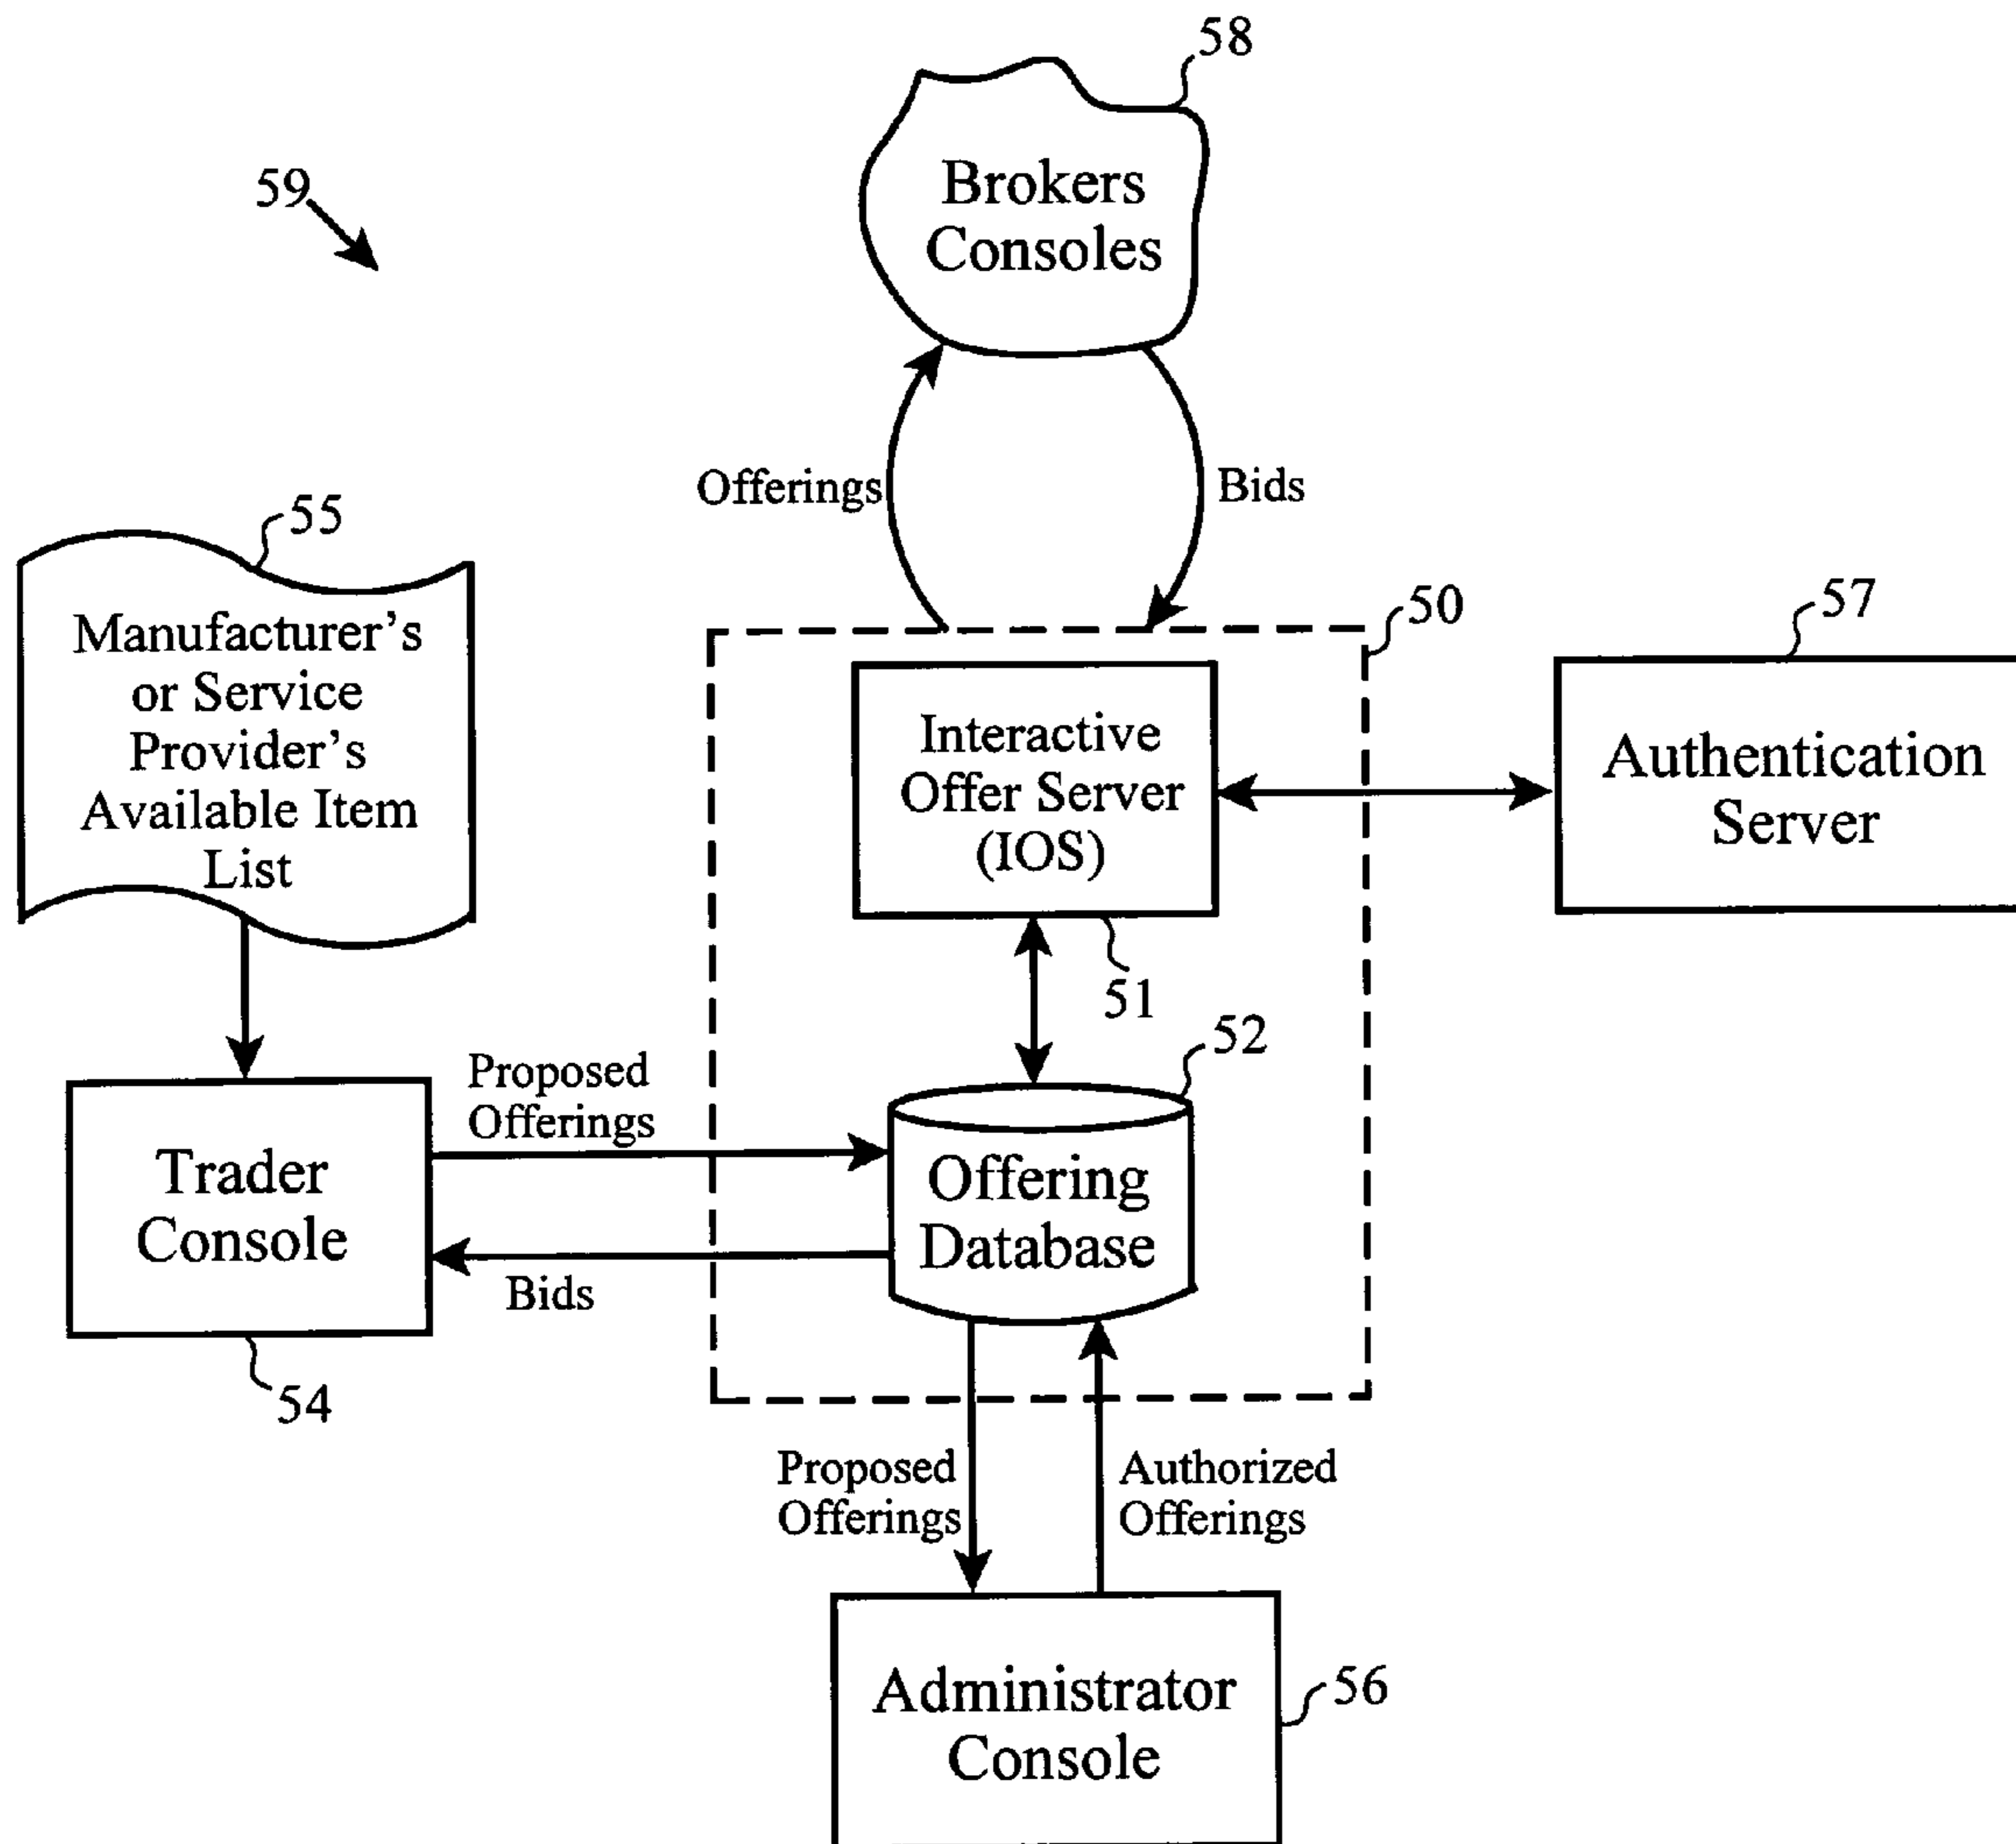 58
Brokers
Consoles
59
Offerings
Bids
55
Manufacturer's
or Service
Provider's
Available Item
List
50
57
Interactive
Offer Server
(IOS)
Authentication
Server
51
52
Proposed
Offerings
Trader
Console
Offering
Database
Bids
54
Proposed
Offerings
Authorized
Offerings
Administrator
Console
56